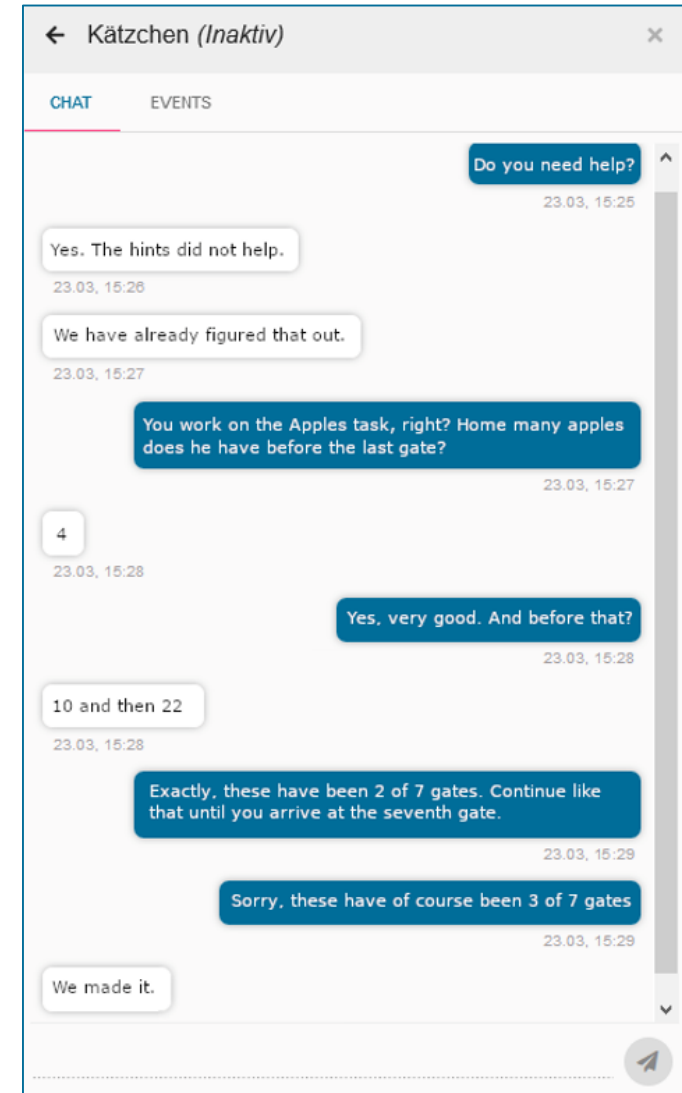 Kätzchen (Inaktiv)
CHAT EVENTS
Do you need help?
23.03, 15:25
Yes. The hints did not help.
23.03, 15:26
We have already figured that out.
23.03, 15:27
You work on the Apples task, right? Home many apples
does he have before the last gate?
23.03, 15:27
4
23.03, 15:28
Yes, very good. And before that?
23.03, 15:28
10 and then 22
23.03, 15:28
Exactly, these have been 2 of 7 gates. Continue like
that until you arrive at the seventh gate.
23.03, 15:29
Sorry, these have of course been 3 of 7 gates
23.03, 15:29
We made it.